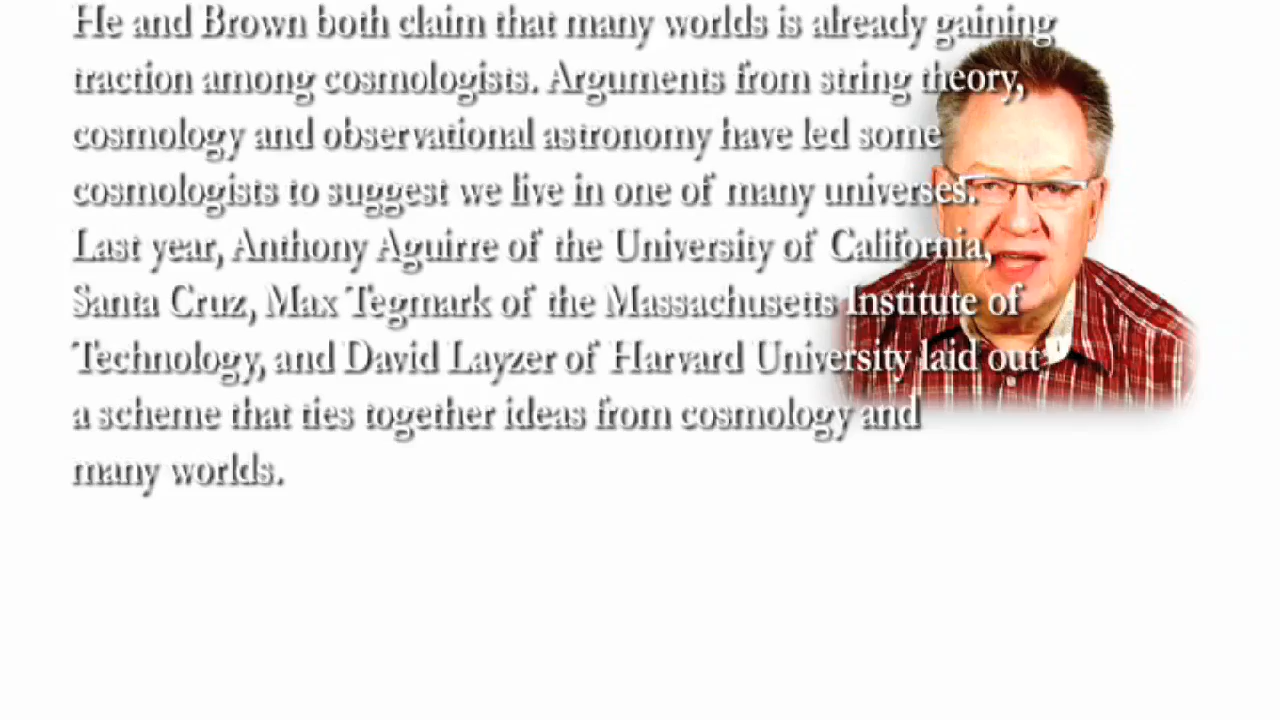 He and Brown both claim that many worlds is already gaining
traction among cosmologists. Arguments from string theory,
cosmology and observational astronomy have led some
cosmologists to suggest we live in one of many universes.
Last year, Anthony Aguirre of the University of California,
Santa Cruz, Max Tegmark of the Massachusetts Institute of
Technology, and David Layzer of Harvard University laid out
a scheme that ties together ideas from cosmology and
many worlds.